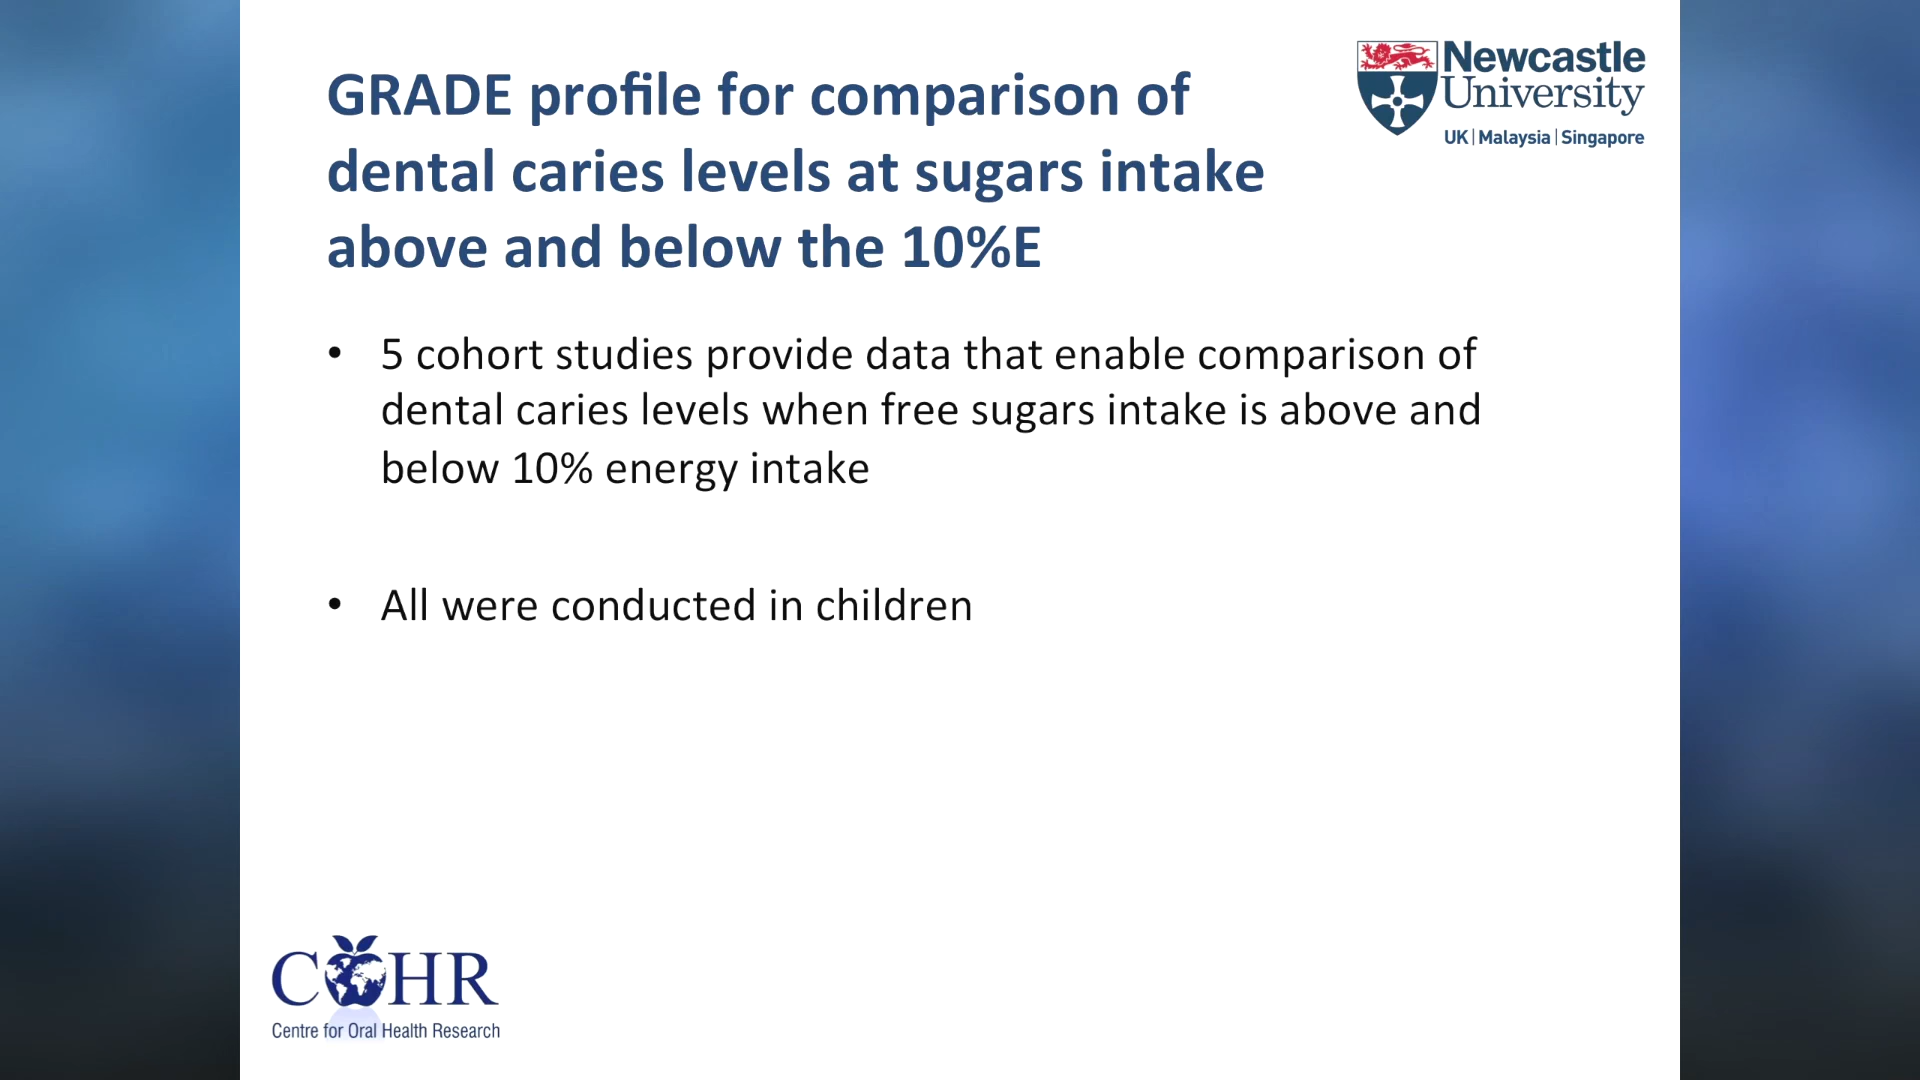 GRADE profile for comparison of
dental caries levels at sugars intake
above and below the 10%E
Newcastle
University
UK | Malaysia | Singapore
• 5 cohort studies provide data that enable comparison of
dental caries levels when free sugars intake is above and
below 10% energy intake
• All were conducted in children
COHR
Centre for Oral Health Research